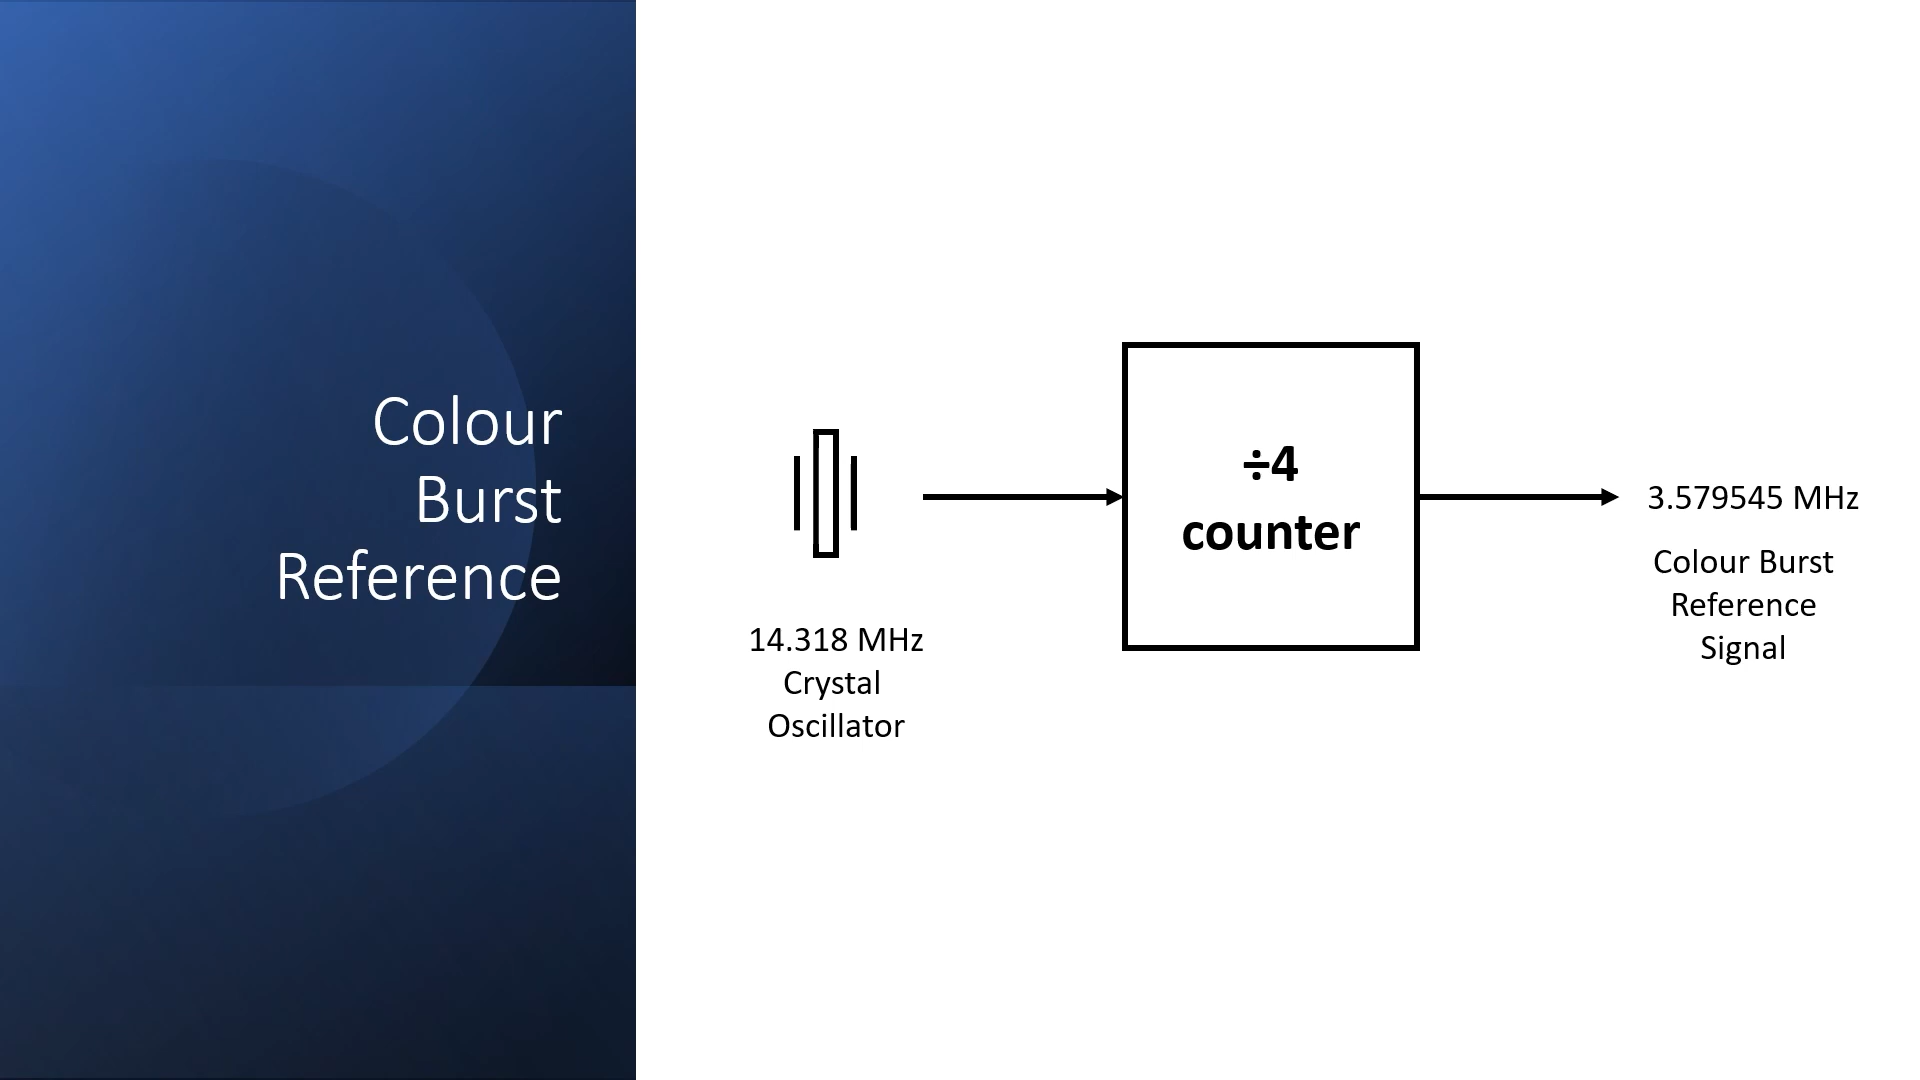 Colour
Burst
Reference
14.318 MHz
Crystal
Oscillator
÷4
counter
3.579545 MHz
Colour Burst
Reference
Signal